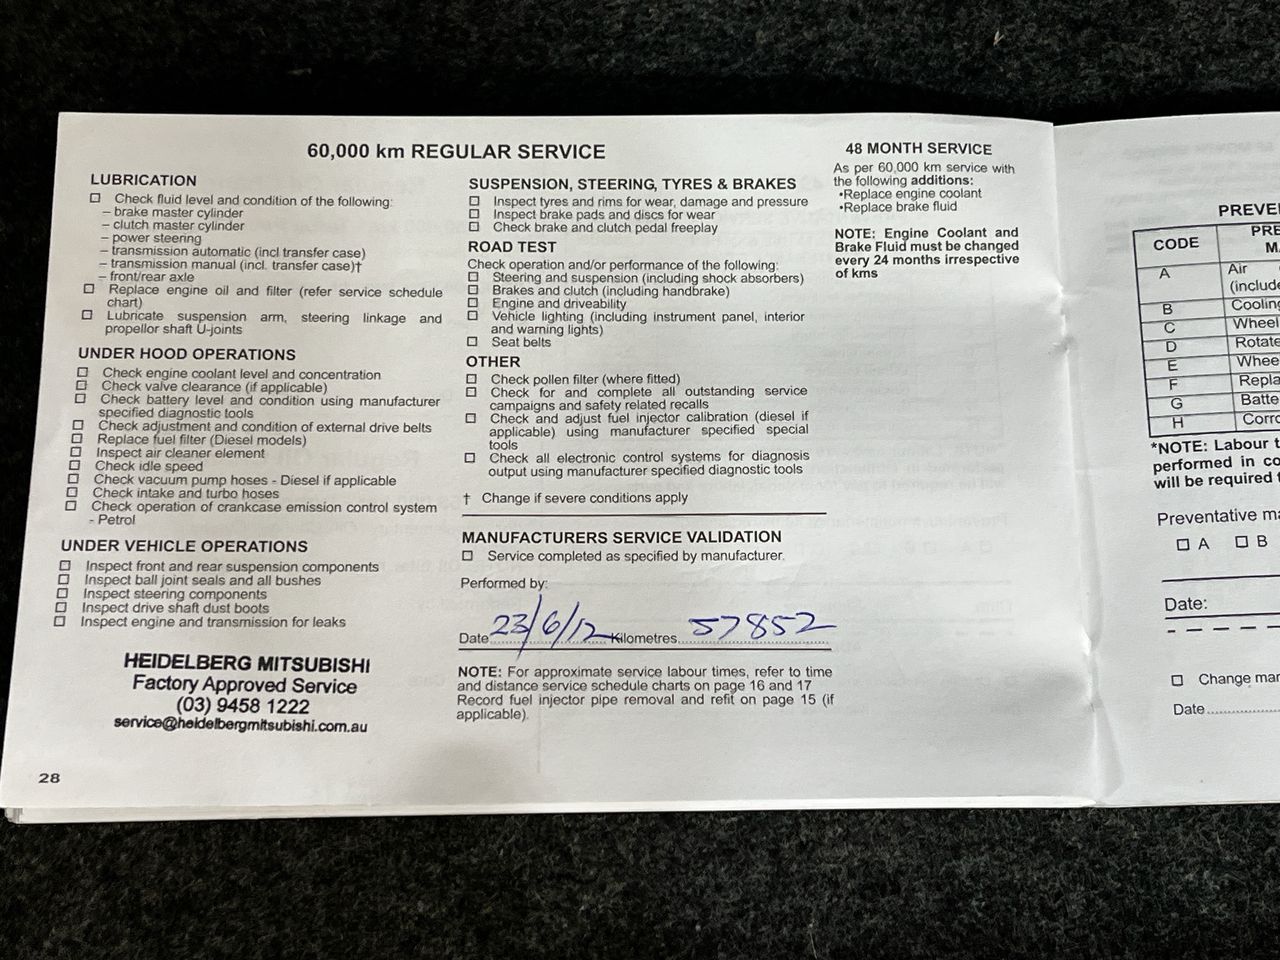 60,000 km REGULAR SERVICE
LUBRICATION
Check fluid level and condition of the following:
– brake master cylinder
– clutch master cylinder
– power steering
– transmission automatic (incl transfer case)
– transmission manual (incl. transfer case)†
– front/rear axle
Replace engine oil and filter (refer service schedule
chart)
Lubricate suspension arm, steering linkage and
propellor shaft U-joints
UNDER HOOD OPERATIONS
Check engine coolant level and concentration
Check valve clearance (if applicable)
Check battery level and condition using manufacturer
specified diagnostic tools
Check adjustment and condition of external drive belts
Replace fuel filter (Diesel models)
Inspect air cleaner element
Check idle speed
Check vacuum pump hoses - Diesel if applicable
Check intake and turbo hoses
Check operation of crankcase emission control system
- Petrol
UNDER VEHICLE OPERATIONS
Inspect front and rear suspension components
Inspect ball joint seals and all bushes
Inspect steering components
Inspect drive shaft dust boots
Inspect engine and transmission for leaks
HEIDELBERG MITSUBISHI
Factory Approved Service
(03) 9458 1222
service@heidelbergmitsubishi.com.au
28
SUSPENSION, STEERING, TYRES & BRAKES
Inspect tyres and rims for wear, damage and pressure
Inspect brake pads and discs for wear
Check brake and clutch pedal freeplay
ROAD TEST
Check operation and/or performance of the following:
Steering and suspension (including shock absorbers)
Brakes and clutch (including handbrake)
Engine and driveability
Vehicle lighting (including instrument panel, interior
and warning lights)
Seat belts
OTHER
Check pollen filter (where fitted)
Check for and complete all outstanding service
campaigns and safety related recalls
Check and adjust fuel injector calibration (diesel if
applicable) using manufacturer specified special
tools
Check all electronic control systems for diagnosis
output using manufacturer specified diagnostic tools
† Change if severe conditions apply
MANUFACTURERS SERVICE VALIDATION
Service completed as specified by manufacturer.
Performed by:
Date 23/6/12 Kilometres 57852
NOTE: For approximate service labour times, refer to time
and distance service schedule charts on page 16 and 17
Record fuel injector pipe removal and refit on page 15 (if
applicable).
48 MONTH SERVICE
As per 60,000 km service with
the following additions:
•Replace engine coolant
•Replace brake fluid
NOTE: Engine Coolant and
Brake Fluid must be changed
every 24 months irrespective
of kms
PREVE
CODE PRE
M
A Air
(include
B Cooling
C Wheel
D Rotate
E Whee
F Repla
G Batte
H Corro
*NOTE: Labour t
performed in co
will be required t
Preventative ma
A B
Date:
Change mar
Date